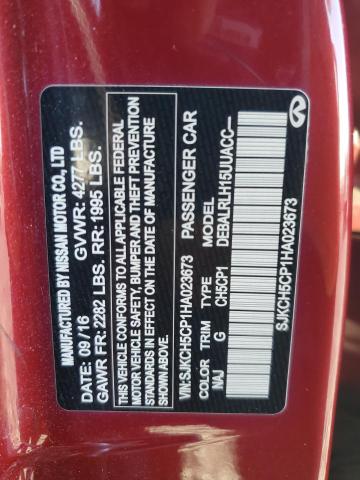 MANUFACTURED BY NISSAN MOTOR CO., LTD
DATE: 09/16 GVWR: 4277 LBS.
GAWR FR: 2282 LBS. RR: 1995 LBS.
THIS VEHICLE CONFORMS TO ALL APPLICABLE FEDERAL
MOTOR VEHICLE SAFETY, BUMPER, AND THEFT PREVENTION
STANDARDS IN EFFECT ON THE DATE OF MANUFACTURE SHOWN ABOVE.
VIN: SJKCH5CP1HA023673 PASSENGER CAR
COLOR TRIM TYPE MODEL
NAJ G CH5CP1 DEBALRLH15UUACC--
SJKCH5CP1HA023673